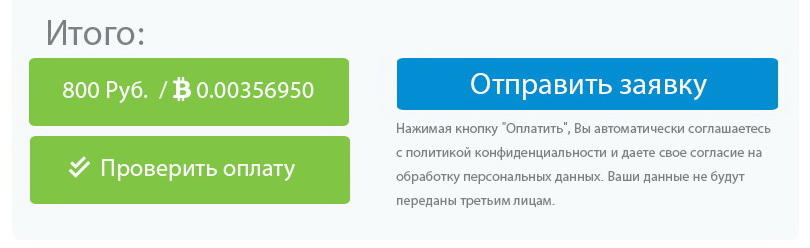 Итого:
800 Руб. / ₿ 0.00356950
Проверить оплату
Отправить заявку
Нажимая кнопку "Оплатить", Вы автоматически соглашаетесь
с политикой конфиденциальности и даете свое согласие на
обработку персональных данных. Ваши данные не будут
переданы третьим лицам.